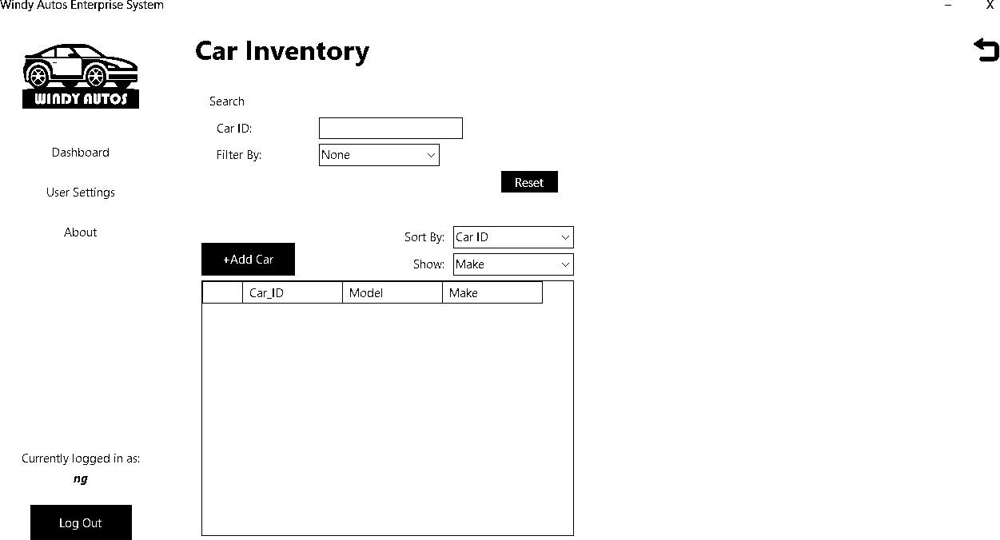 Windy Autos Enterprise System – X
WINDY AUTOS
Dashboard
User Settings
About
Currently logged in as:
ng
Log Out
Car Inventory
Search
Car ID:
Filter By: None
Reset
Sort By: Car ID
+Add Car
Show: Make
Car_ID Model Make